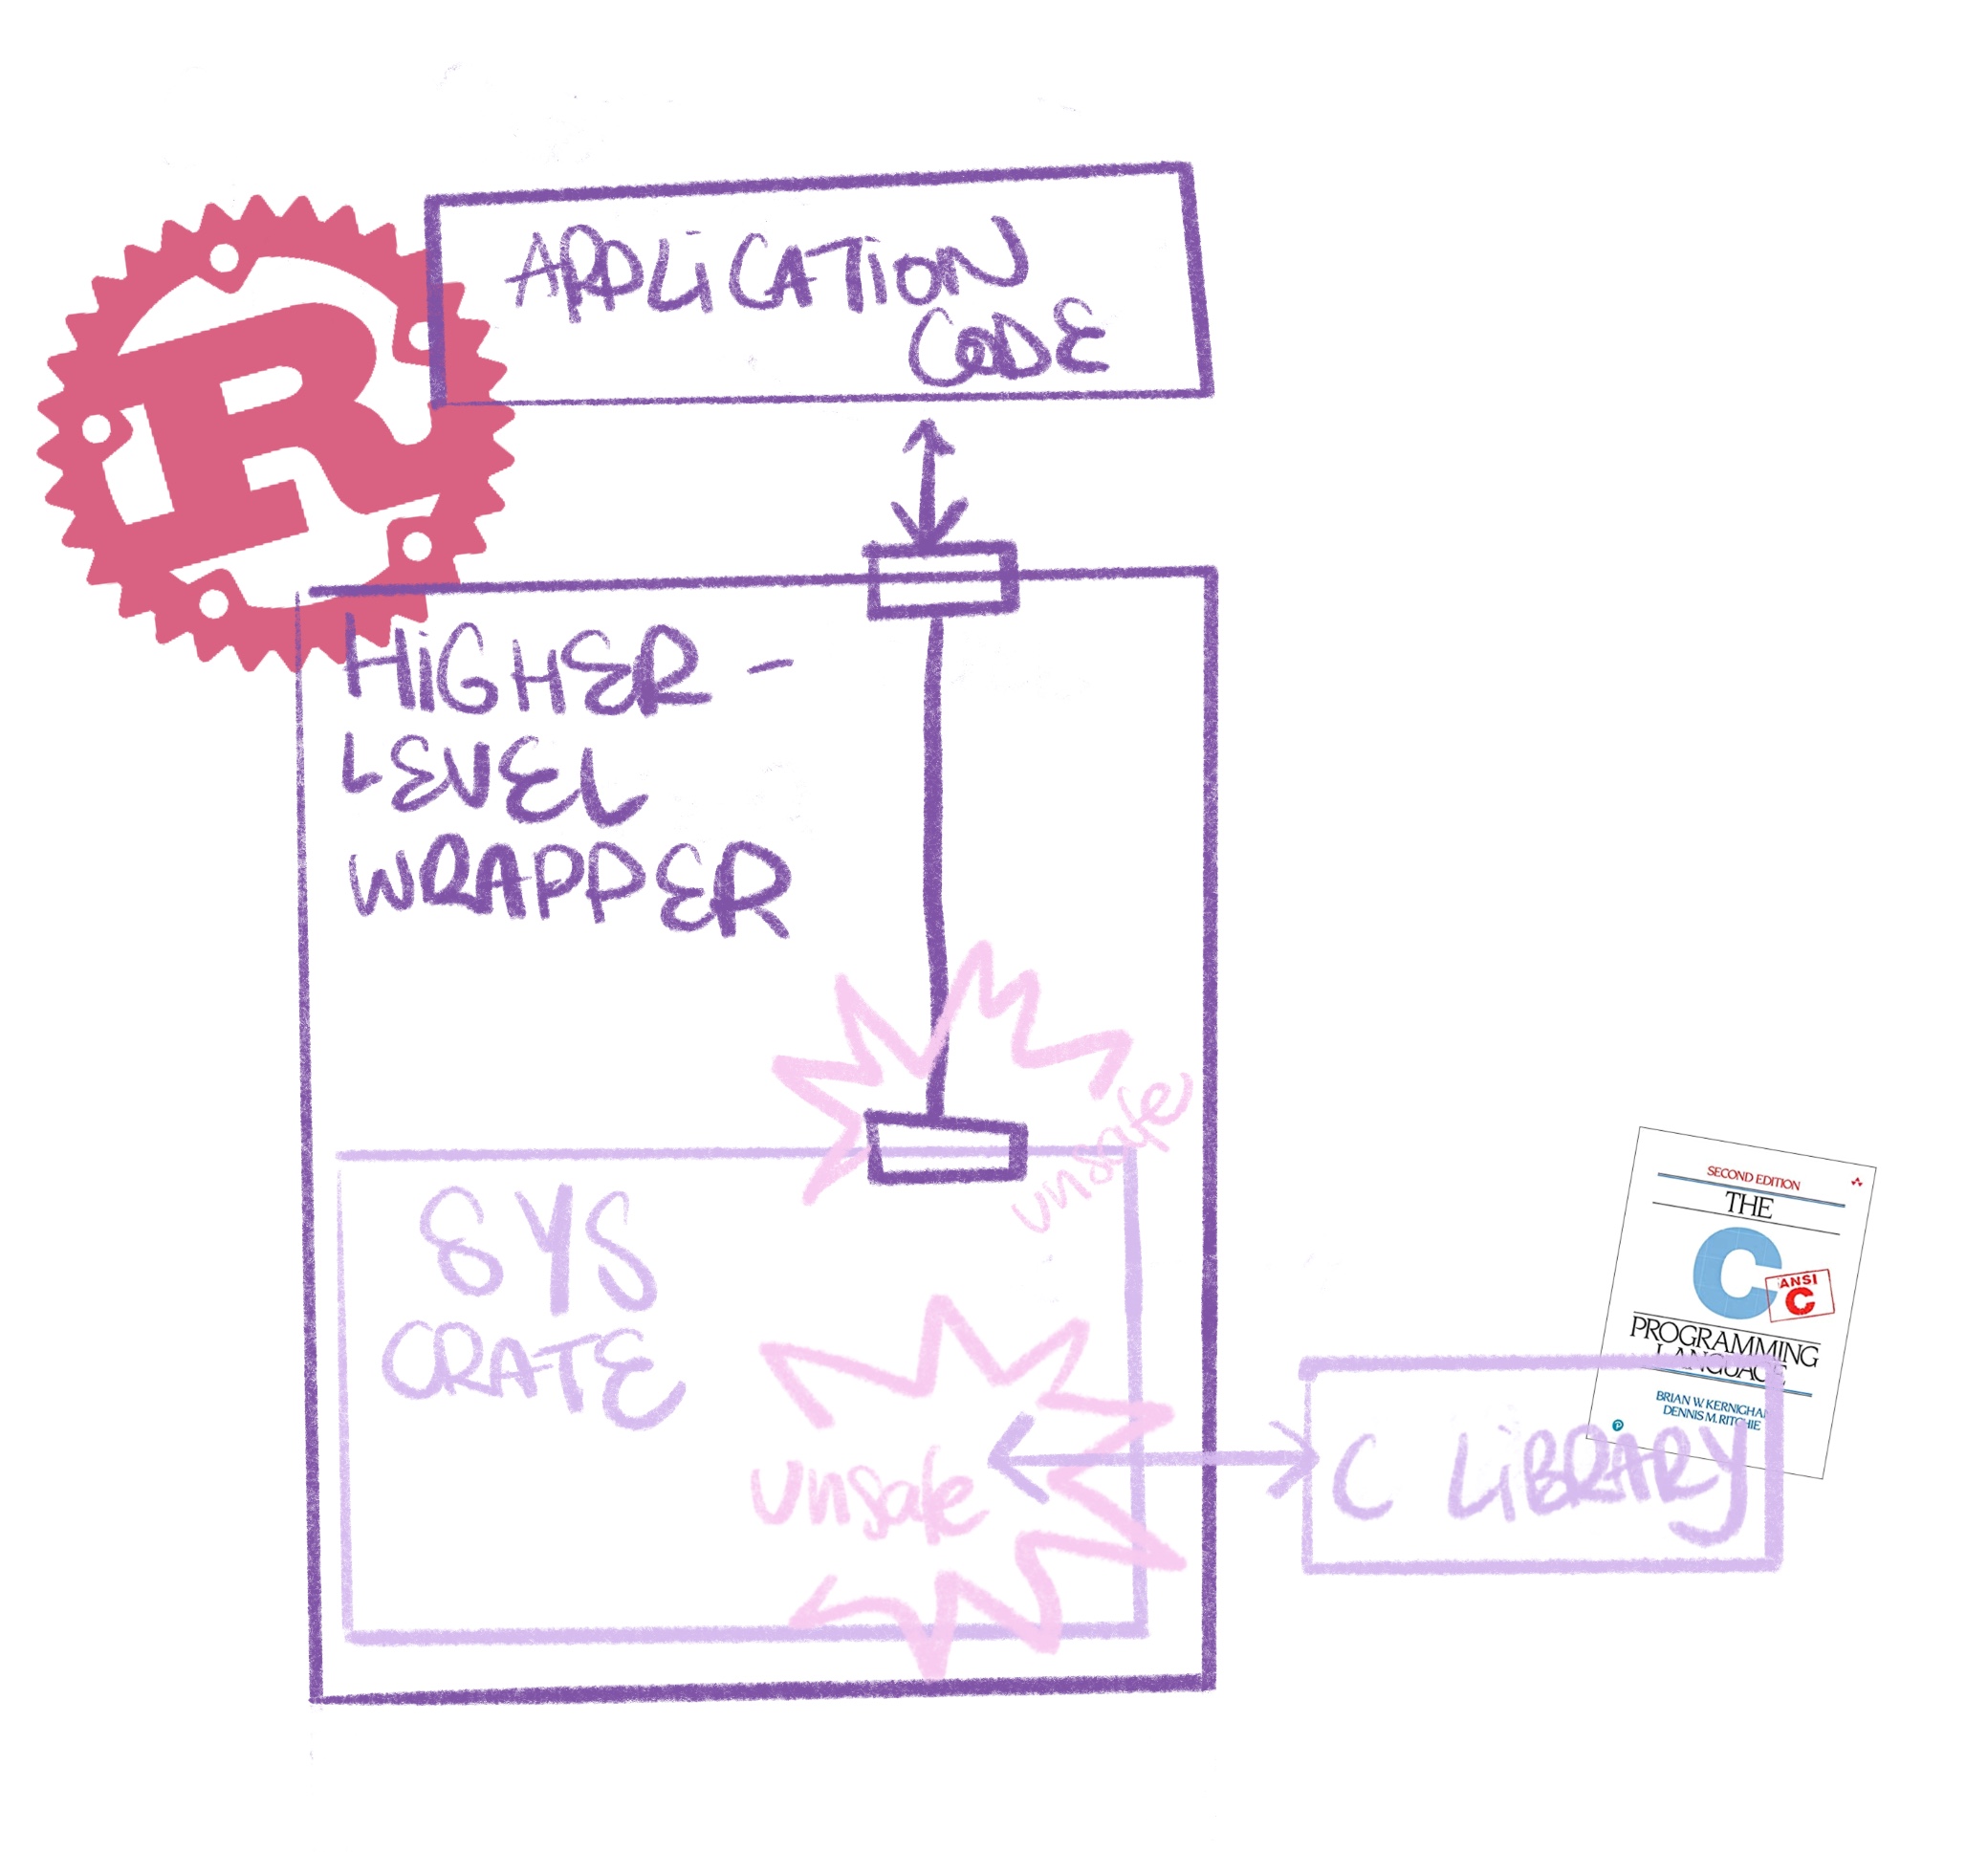 APPLICATION
CODE
HIGHER-
LEVEL
WRAPPER
unsafe
SYS
CRATE
unsafe
SECOND EDITION
THE
C
ANSI
C
PROGRAMMING
LANGUAGE
BRIAN W. KERNIGHAN
DENNIS M. RITCHIE
C LiBRARY
R